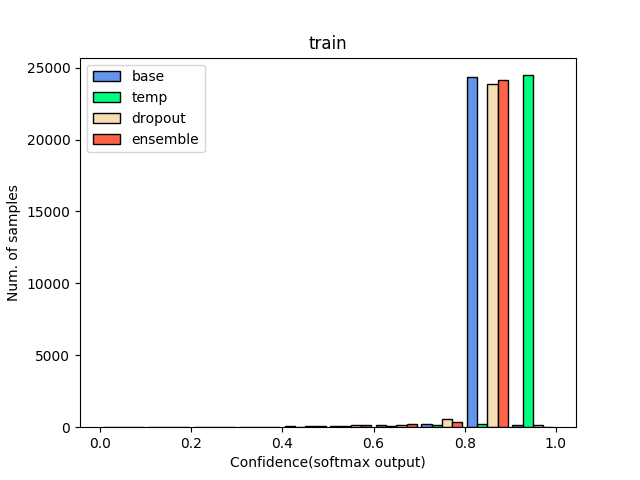 train
base
temp
dropout
ensemble
25000
20000
15000
10000
5000
0
Num. of samples
0.0 0.2 0.4 0.6 0.8 1.0
Confidence(softmax output)